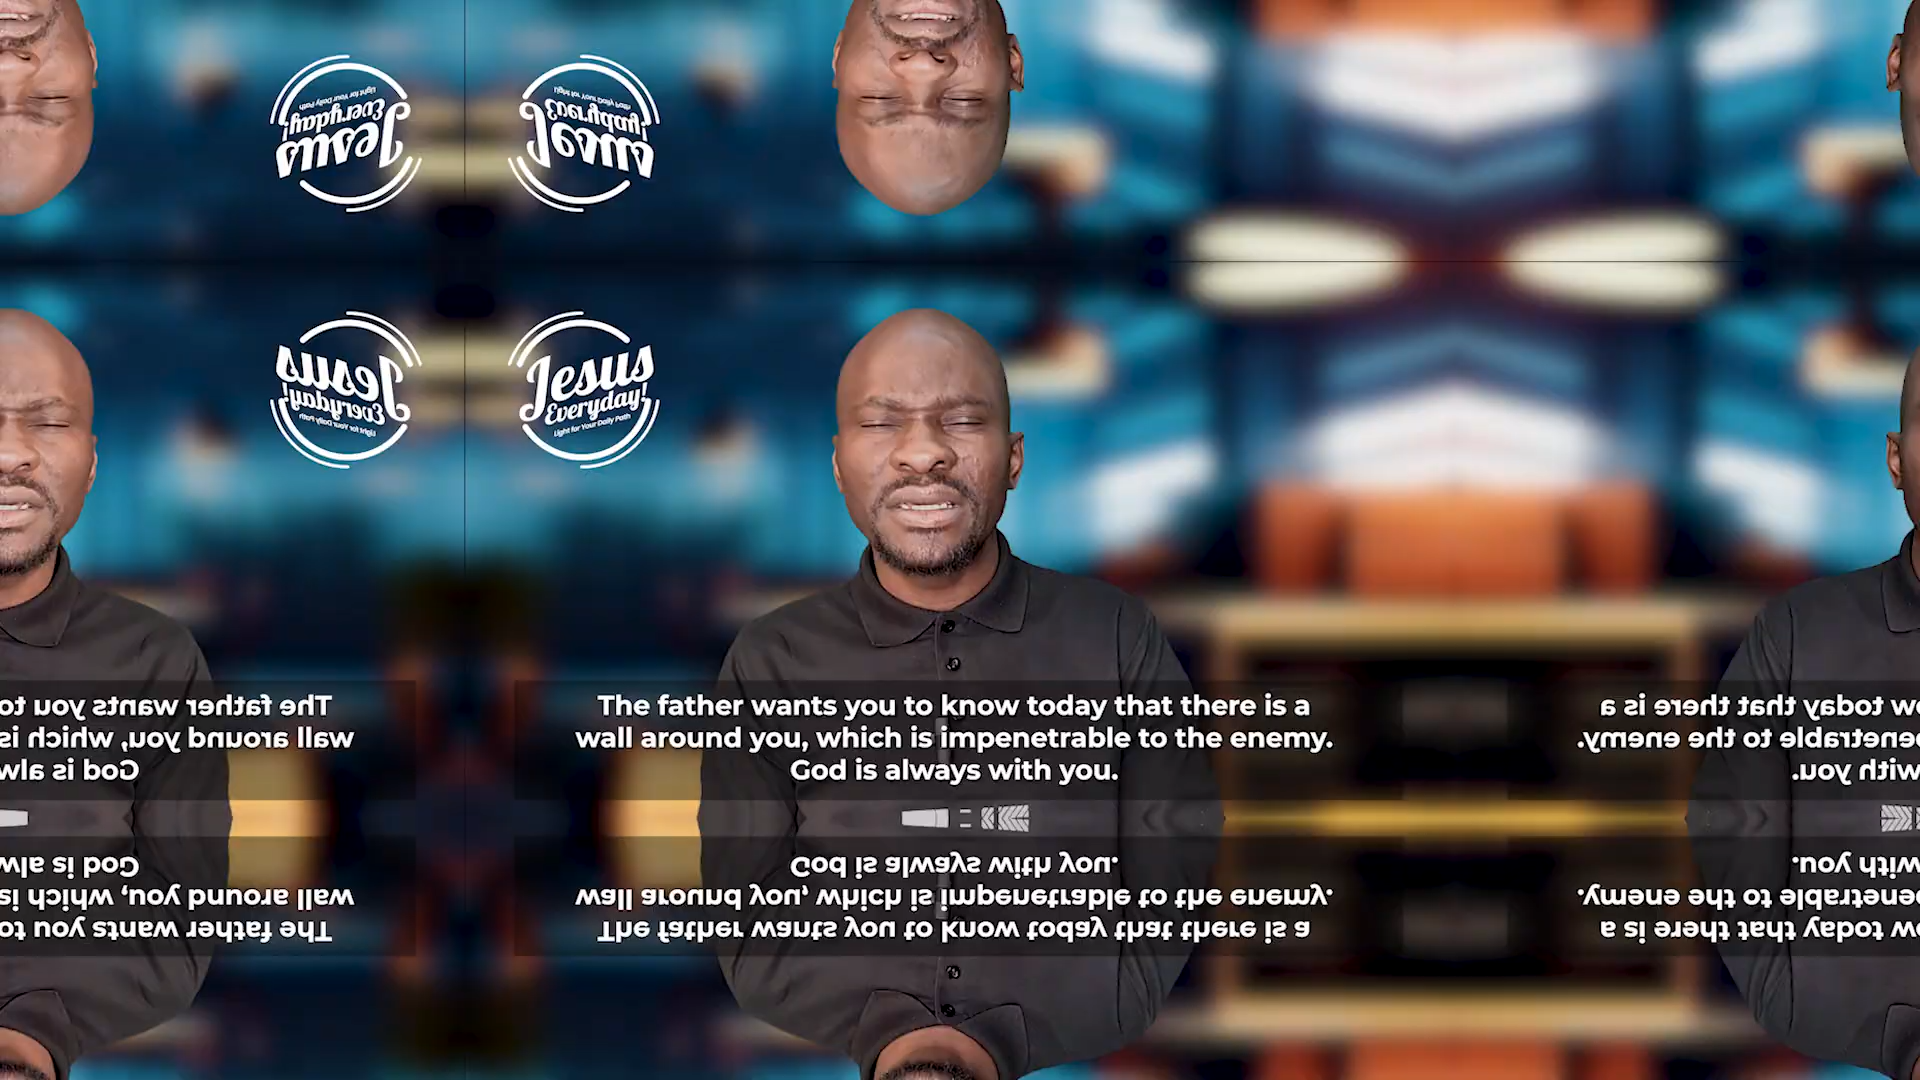 Jesus
Everyday!
Light for Your Daily Path
The father wants you to know today that there is a
wall around you, which is impenetrable to the enemy.
God is always with you.